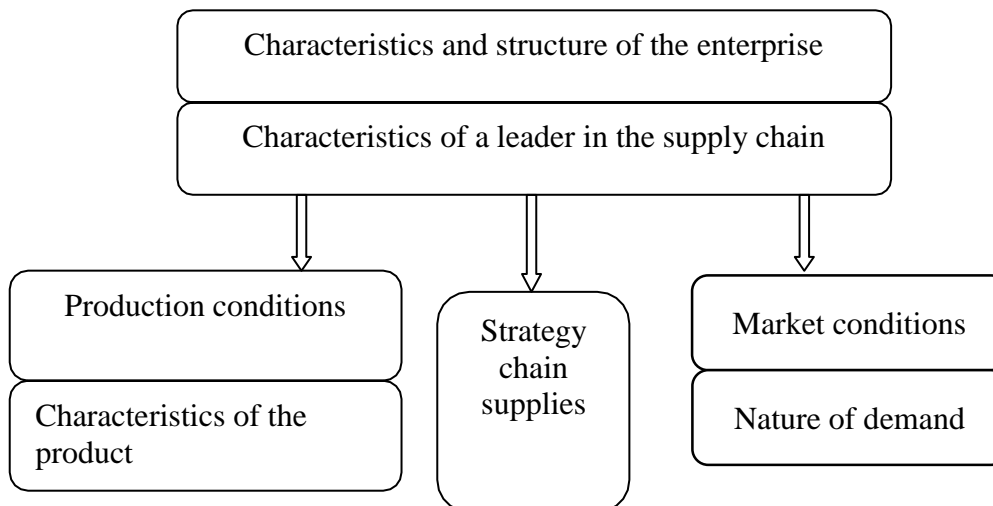 Characteristics and structure of the enterprise
Characteristics of a leader in the supply chain
Production conditions
Characteristics of the
product
Strategy
chain
supplies
Market conditions
Nature of demand